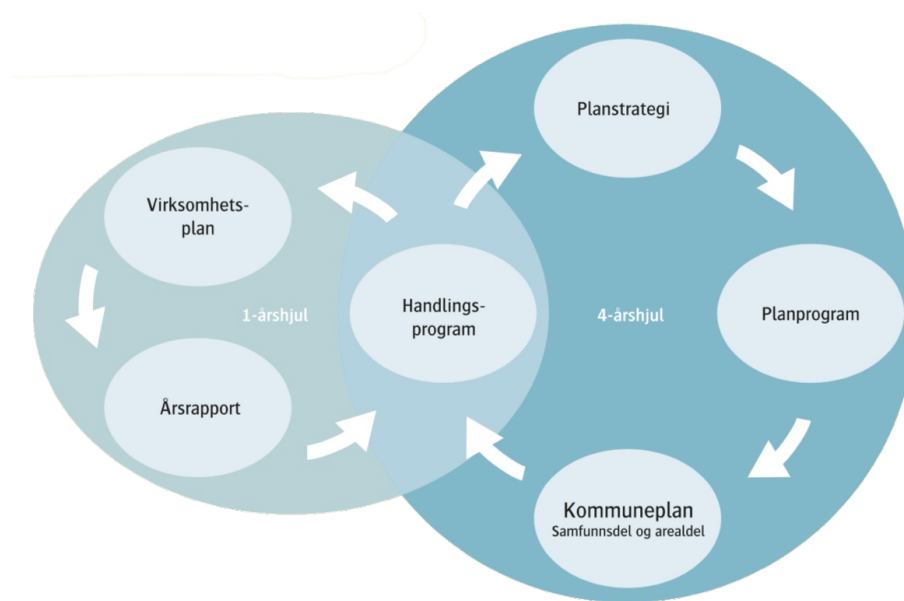 Planstrategi
Virksomhets-
plan
1-årshjul
Handlings-
program
4-årshjul
Planprogram
Årsrapport
Kommuneplan
Samfunnsdel og arealdel